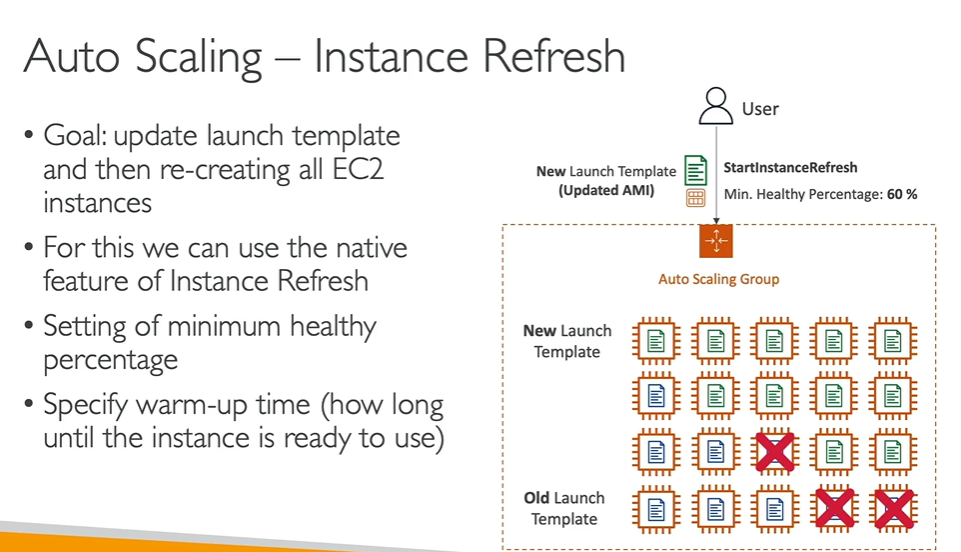 Auto Scaling – Instance Refresh
• Goal: update launch template
and then re-creating all EC2
instances
• For this we can use the native
feature of Instance Refresh
• Setting of minimum healthy
percentage
• Specify warm-up time (how long
until the instance is ready to use)
User
New Launch Template
(Updated AMI)
StartInstanceRefresh
Min. Healthy Percentage: 60 %
Auto Scaling Group
New Launch
Template
Old Launch
Template